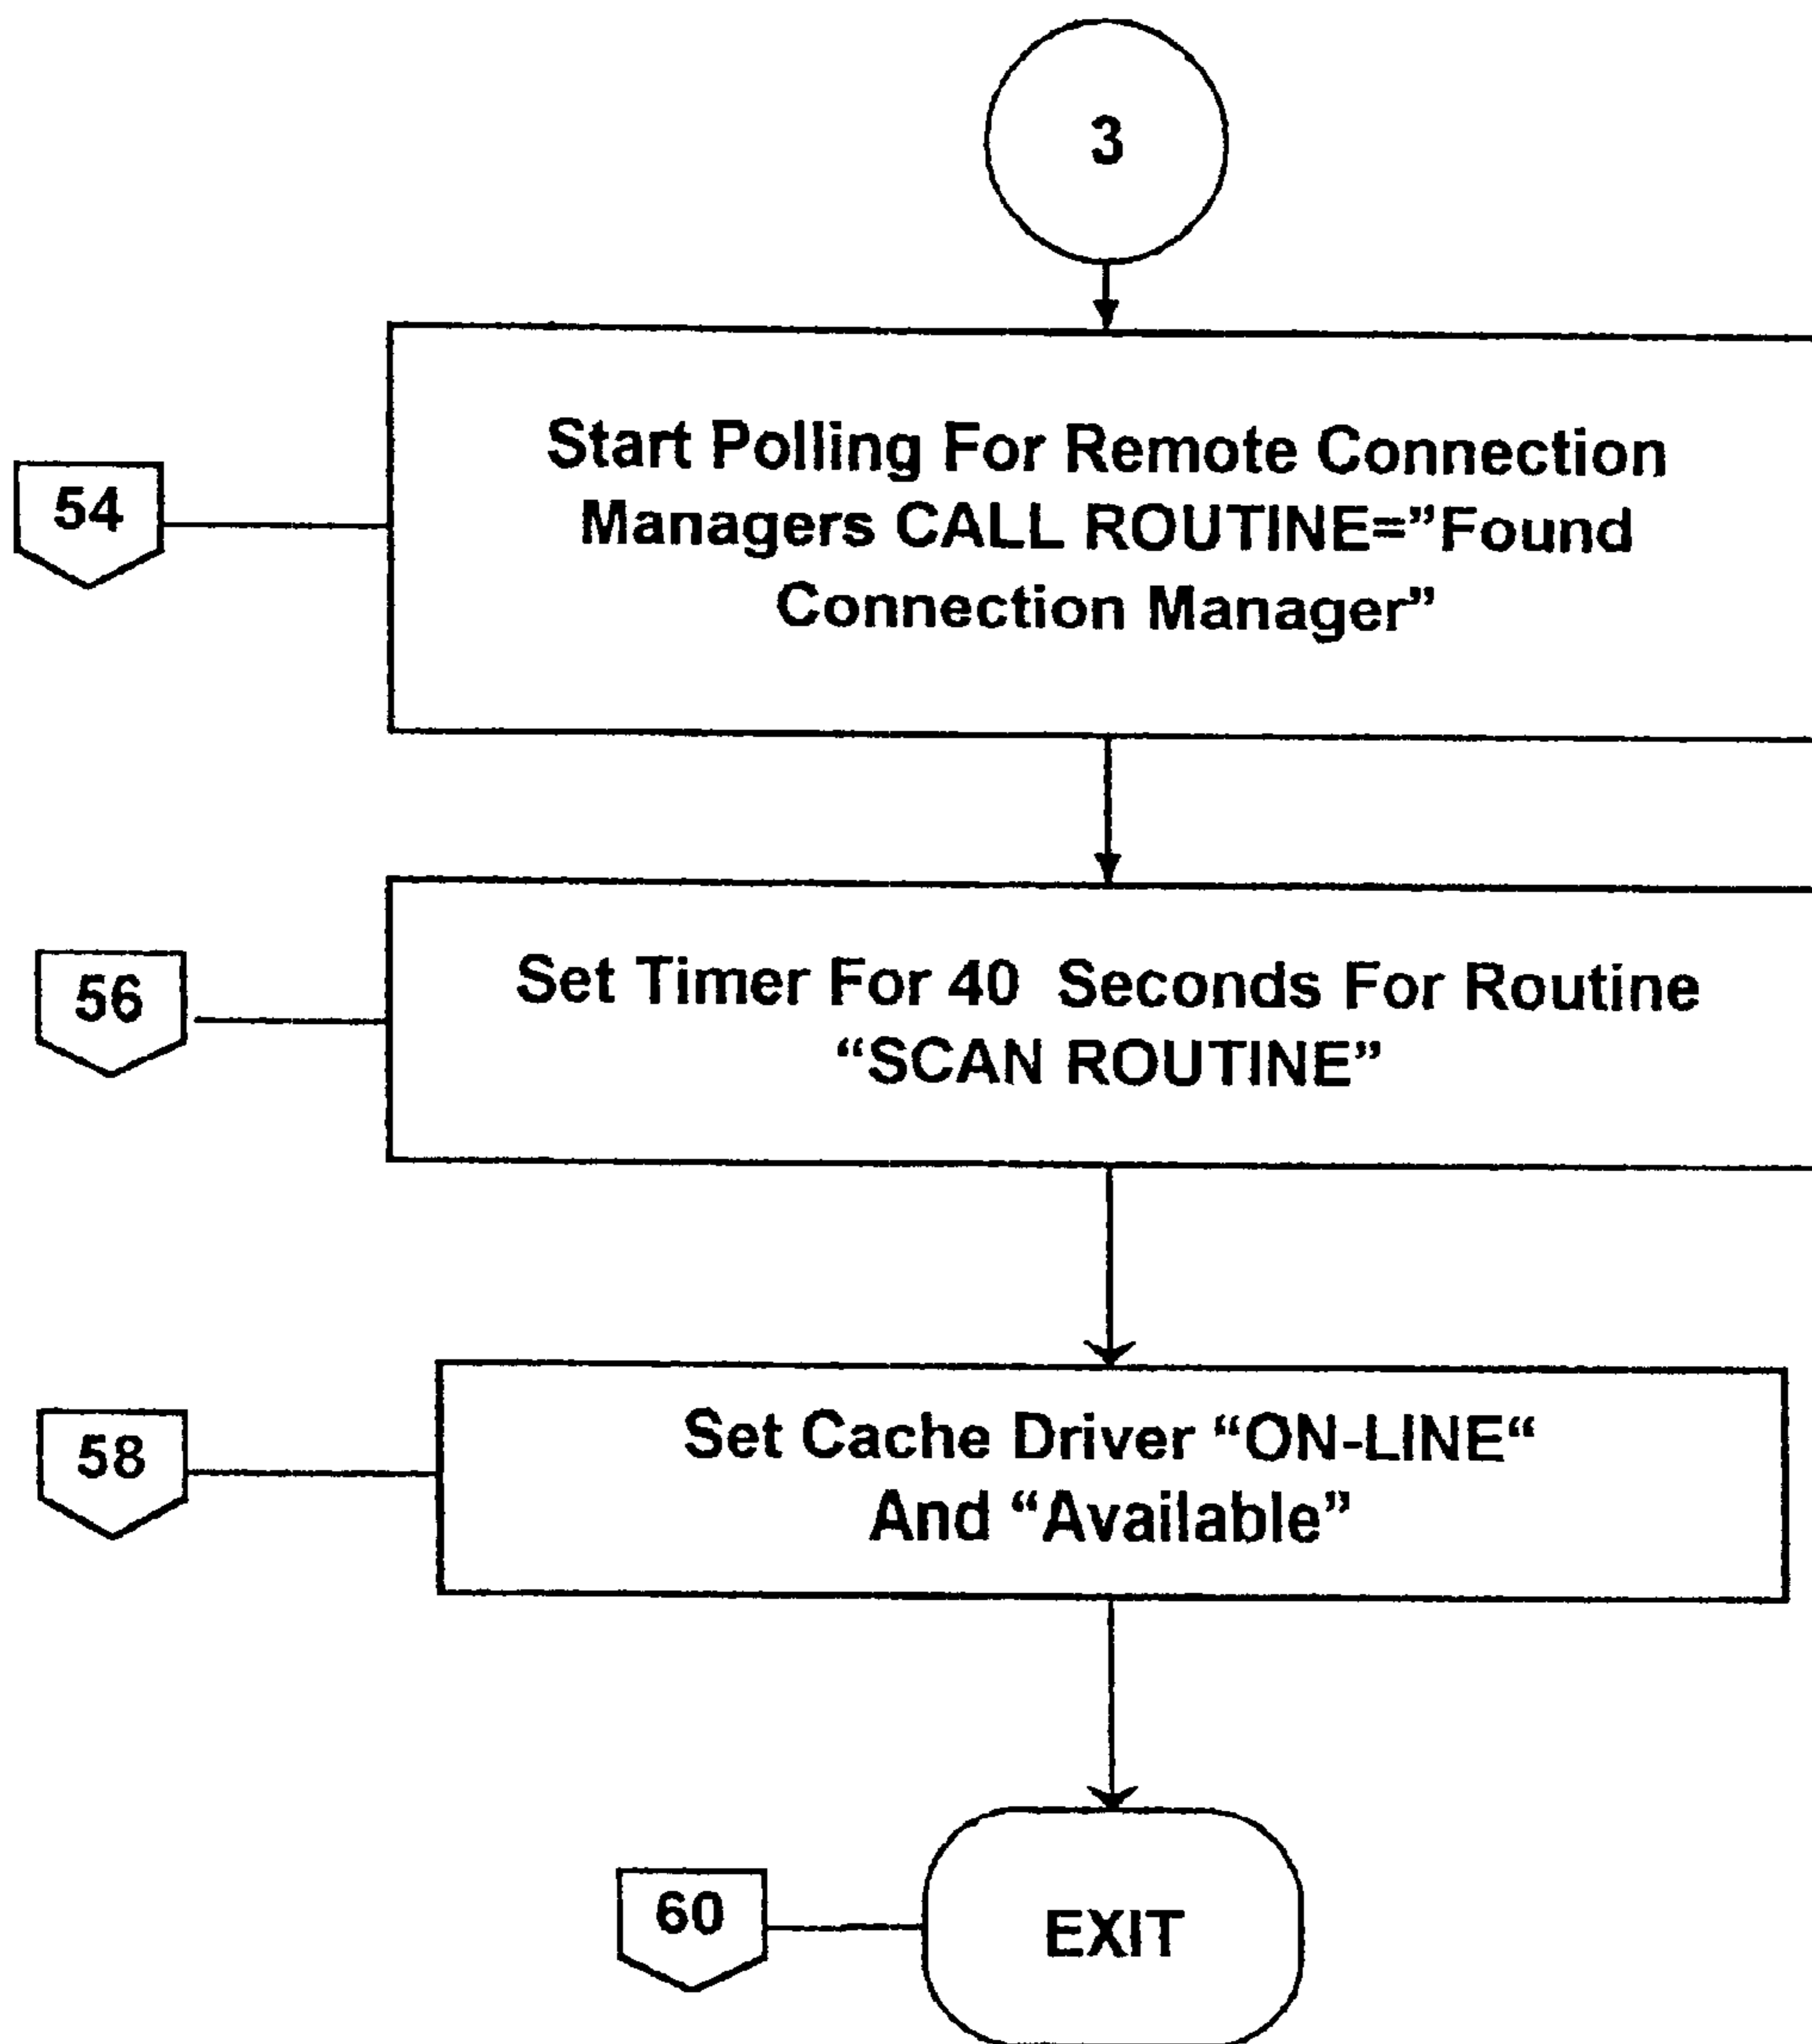 3
54
Start Polling For Remote Connection
Managers CALL ROUTINE=”Found
Connection Manager”
56
Set Timer For 40 Seconds For Routine
“SCAN ROUTINE”
58
Set Cache Driver “ON-LINE“
And “Available”
60
EXIT